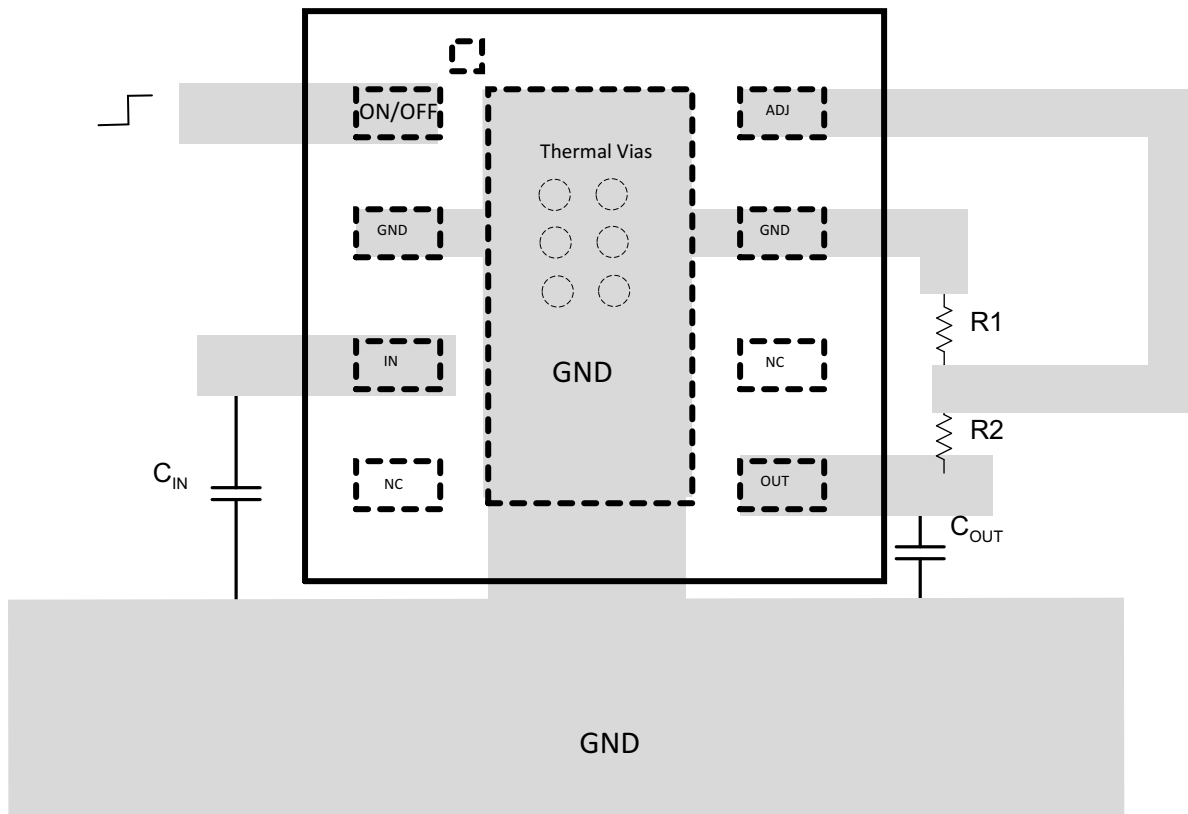 ON/OFF
ADJ
Thermal Vias
GND
GND
R1
IN
GND
NC
R2
CIN
NC
OUT
COUT
GND